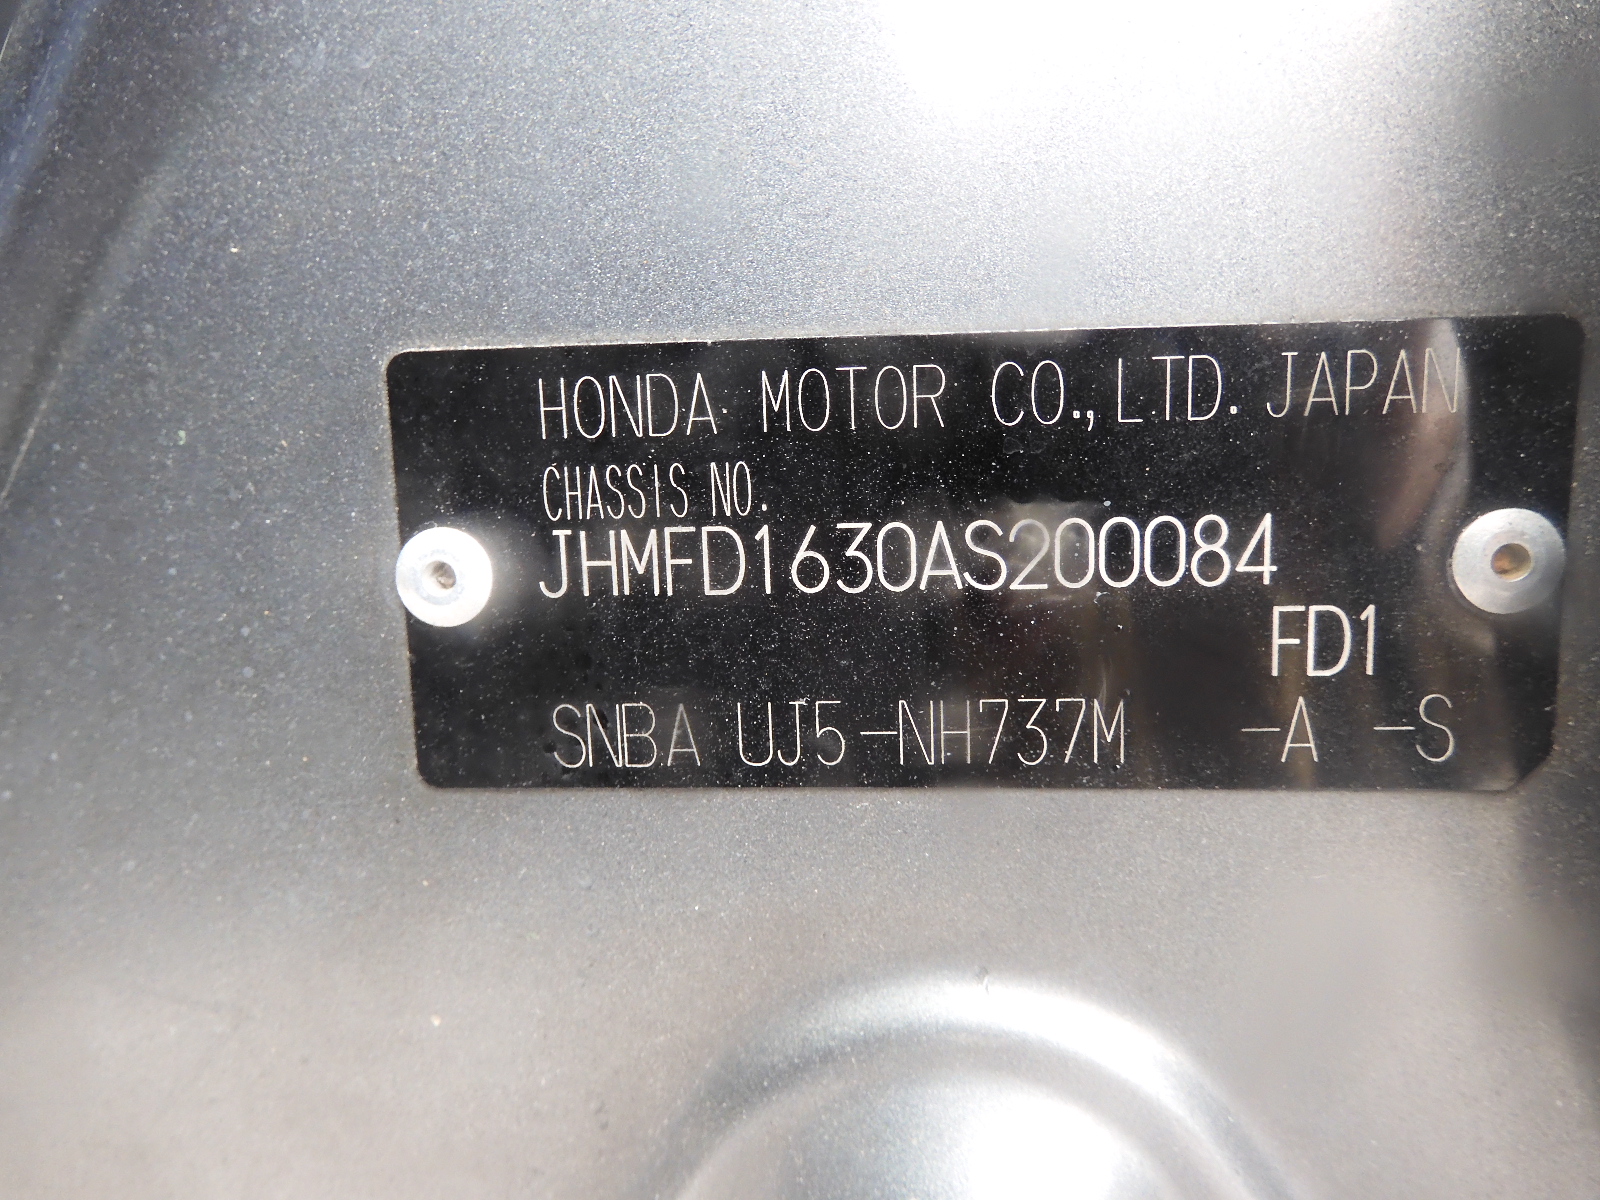 HONDA MOTOR CO., LTD. JAPAN
CHASSIS NO.
JHMFD1630AS200084
FD1
SNBA UJ5-NH737M -A -S